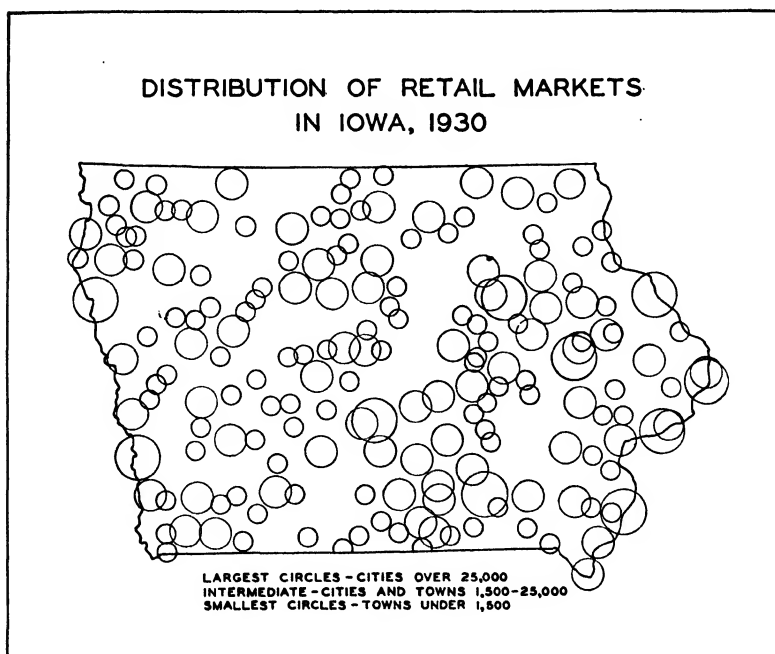 DISTRIBUTION OF RETAIL MARKETS
IN IOWA, 1930
LARGEST CIRCLES - CITIES OVER 25,000
INTERMEDIATE - CITIES AND TOWNS 1,500-25,000
SMALLEST CIRCLES - TOWNS UNDER 1,500